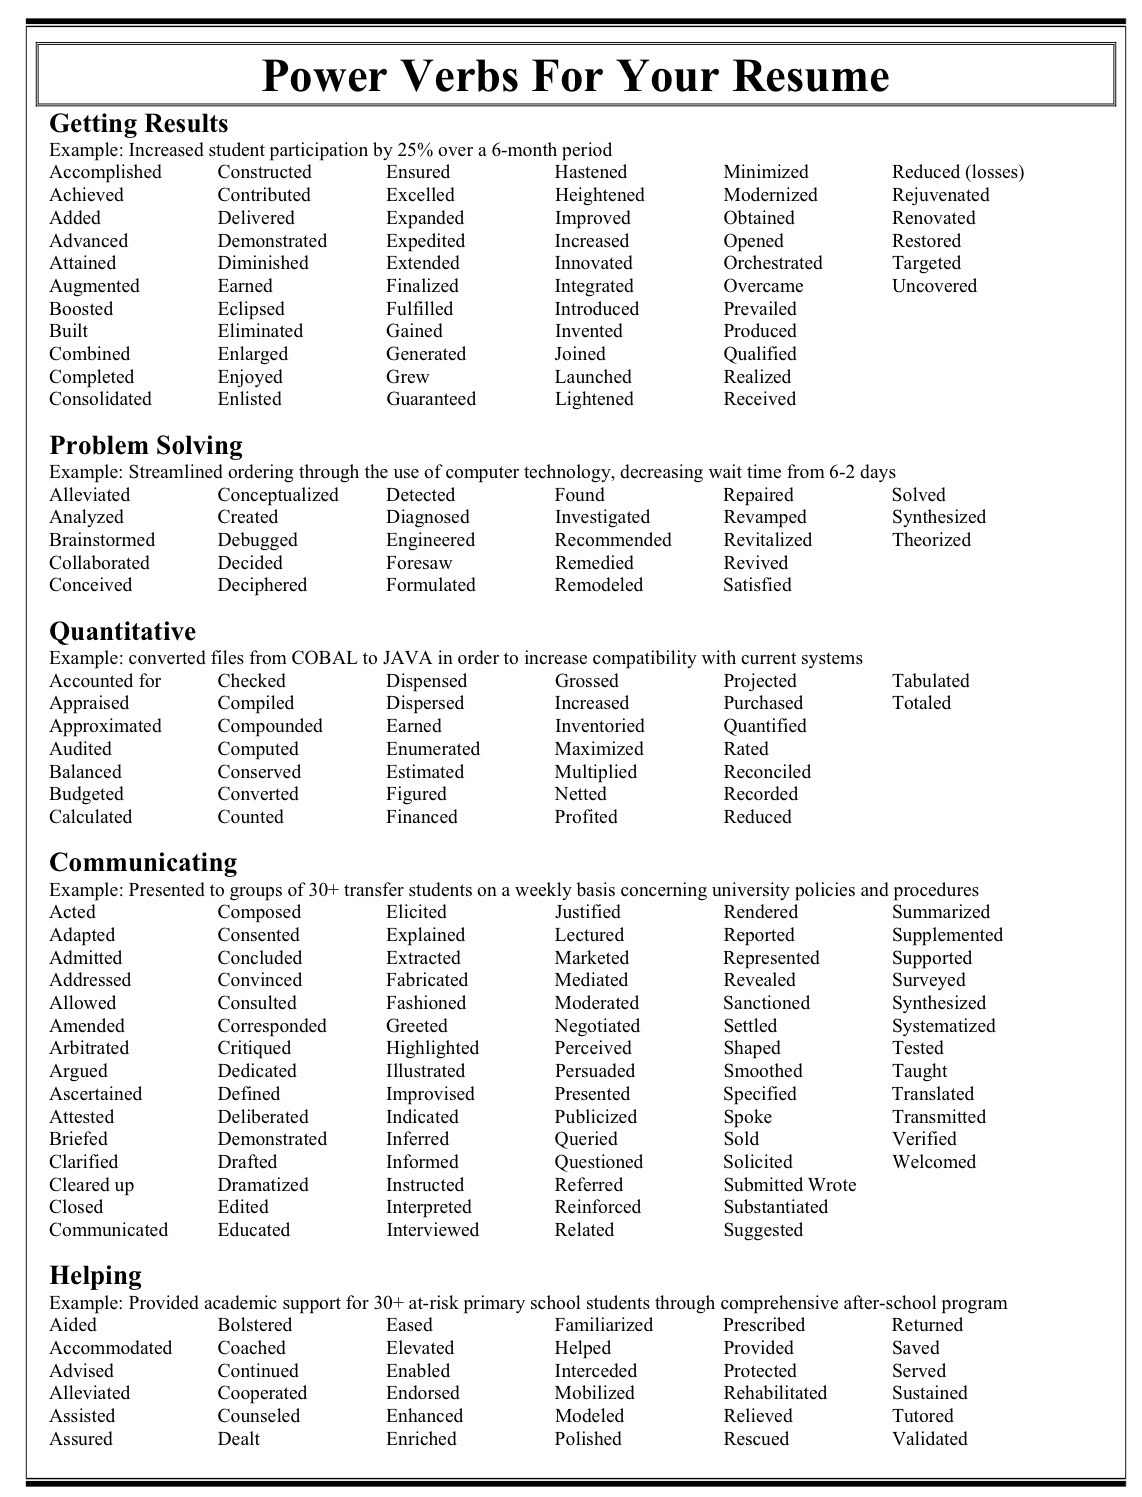 Power Verbs For Your Resume
Getting Results
Example: Increased student participation by 25% over a 6-month period
Accomplished Constructed Ensured Hastened Minimized Reduced (losses)
Achieved Contributed Excelled Heightened Modernized Rejuvenated
Added Delivered Expanded Improved Obtained Renovated
Advanced Demonstrated Expedited Increased Opened Restored
Attained Diminished Extended Innovated Orchestrated Targeted
Augmented Earned Finalized Integrated Overcame Uncovered
Boosted Eclipsed Fulfilled Introduced Prevailed
Built Eliminated Gained Invented Produced
Combined Enlarged Generated Joined Qualified
Completed Enjoyed Grew Launched Realized
Consolidated Enlisted Guaranteed Lightened Received
Problem Solving
Example: Streamlined ordering through the use of computer technology, decreasing wait time from 6-2 days
Alleviated Conceptualized Detected Found Repaired Solved
Analyzed Created Diagnosed Investigated Revamped Synthesized
Brainstormed Debugged Engineered Recommended Revitalized Theorized
Collaborated Decided Foresaw Remedied Revived
Conceived Deciphered Formulated Remodeled Satisfied
Quantitative
Example: converted files from COBAL to JAVA in order to increase compatibility with current systems
Accounted for Checked Dispensed Grossed Projected Tabulated
Appraised Compiled Dispersed Increased Purchased Totaled
Approximated Compounded Earned Inventoried Quantified
Audited Computed Enumerated Maximized Rated
Balanced Conserved Estimated Multiplied Reconciled
Budgeted Converted Figured Netted Recorded
Calculated Counted Financed Profited Reduced
Communicating
Example: Presented to groups of 30+ transfer students on a weekly basis concerning university policies and procedures
Acted Composed Elicited Justified Rendered Summarized
Adapted Consented Explained Lectured Reported Supplemented
Admitted Concluded Extracted Marketed Represented Supported
Addressed Convinced Fabricated Mediated Revealed Surveyed
Allowed Consulted Fashioned Moderated Sanctioned Synthesized
Amended Corresponded Greeted Negotiated Settled Systematized
Arbitrated Critiqued Highlighted Perceived Shaped Tested
Argued Dedicated Illustrated Persuaded Smoothed Taught
Ascertained Defined Improvised Presented Specified Translated
Attested Deliberated Indicated Publicized Spoke Transmitted
Briefed Demonstrated Inferred Queried Sold Verified
Clarified Drafted Informed Questioned Solicited Welcomed
Cleared up Dramatized Instructed Referred Submitted Wrote
Closed Edited Interpreted Reinforced Substantiated
Communicated Educated Interviewed Related Suggested
Helping
Example: Provided academic support for 30+ at-risk primary school students through comprehensive after-school program
Aided Bolstered Eased Familiarized Prescribed Returned
Accommodated Coached Elevated Helped Provided Saved
Advised Continued Enabled Interceded Protected Served
Alleviated Cooperated Endorsed Mobilized Rehabilitated Sustained
Assisted Counseled Enhanced Modeled Relieved Tutored
Assured Dealt Enriched Polished Rescued Validated